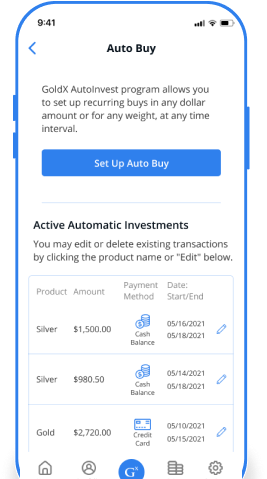 9:41
Auto Buy
GoldX AutoInvest program allows you
to set up recurring buys in any dollar
amount or for any weight, at any time
interval.
Set Up Auto Buy
Active Automatic Investments
You may edit or delete existing transactions
by clicking the product name or "Edit" below.
Product Amount Payment Method Date: Start/End
Silver $1,500.00 Cash Balance 05/16/2021 05/18/2021
Silver $980.50 Cash Balance 05/14/2021 05/18/2021
Gold $2,720.00 Credit Card 05/10/2021 05/15/2021
Gx